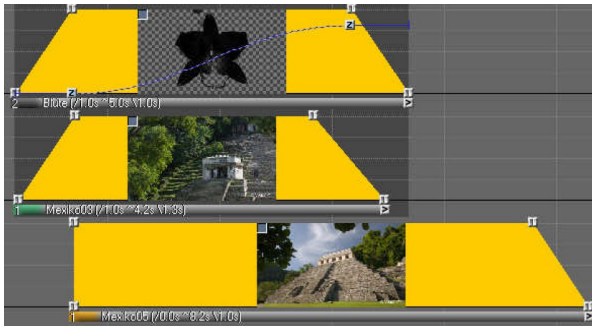 2 Blüte (/1.0s ~5.0s \1.0s)
1 Mexiko03 (/1.0s ~4.2s \1.3s)
1 Mexiko05 (/0.0s ~8.2s \1.0s)